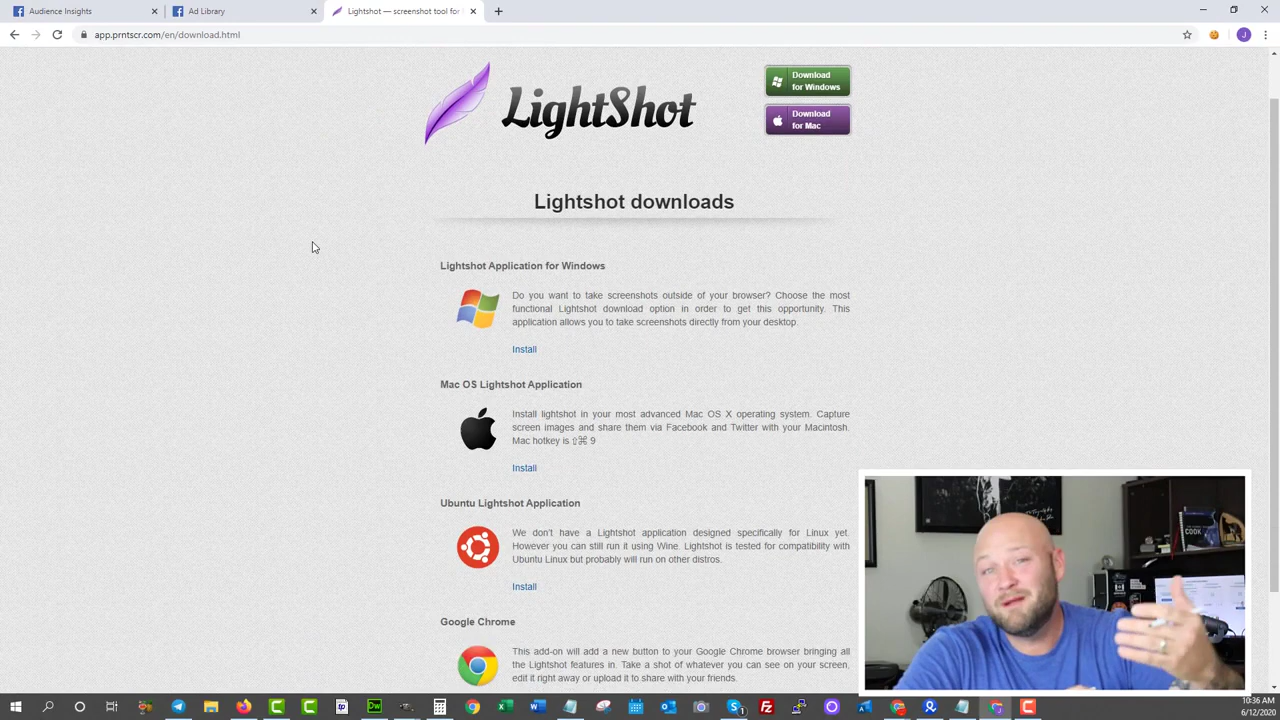 Audience Insights
Ad Library
Lightshot — screenshot tool for
app.prntscr.com/en/download.html
J
LightShot
Download
for Windows
Download
for Mac
Lightshot downloads
Lightshot Application for Windows
Do you want to take screenshots outside of your browser? Choose the most
functional Lightshot download option in order to get this opportunity. This
application allows you to take screenshots directly from your desktop.
Install
Mac OS Lightshot Application
Install lightshot in your most advanced Mac OS X operating system. Capture
screen images and share them via Facebook and Twitter with your Macintosh.
Mac hotkey is ⇧⌘ 9
Install
Ubuntu Lightshot Application
We don't have a Lightshot application designed specifically for Linux yet.
However you can still run it using Wine. Lightshot is tested for compatibility with
Ubuntu Linux but probably will run on other distros.
Install
Google Chrome
This add-on will add a new button to your Google Chrome browser bringing all
the Lightshot features in. Take a shot of whatever you can see on your screen,
edit it right away or upload it to share with your friends.
COOK
10:36 AM
6/12/2020